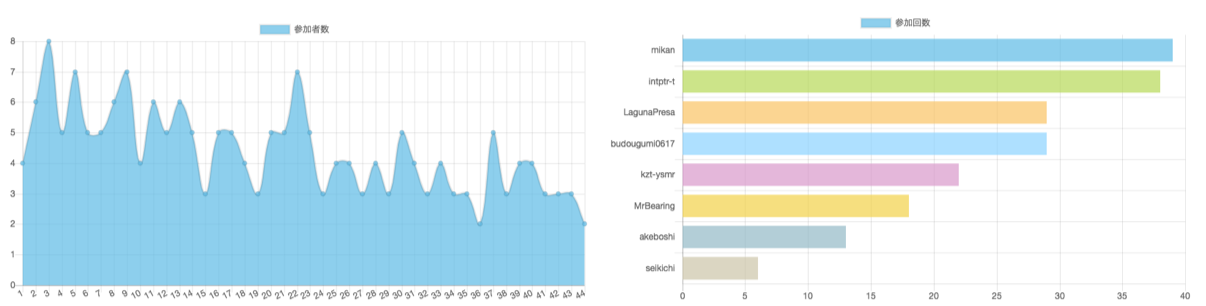 参加者数
8
7
6
5
4
3
2
1
0
1 2 3 4 5 6 7 8 9 10 11 12 13 14 15 16 17 18 19 20 21 22 23 24 25 26 27 28 29 30 31 32 33 34 35 36 37 38 39 40 41 42 43 44
参加回数
mikan
intptr-t
LagunaPresa
budougumi0617
kzt-ysmr
MrBearing
akeboshi
seikichi
0 5 10 15 20 25 30 35 40